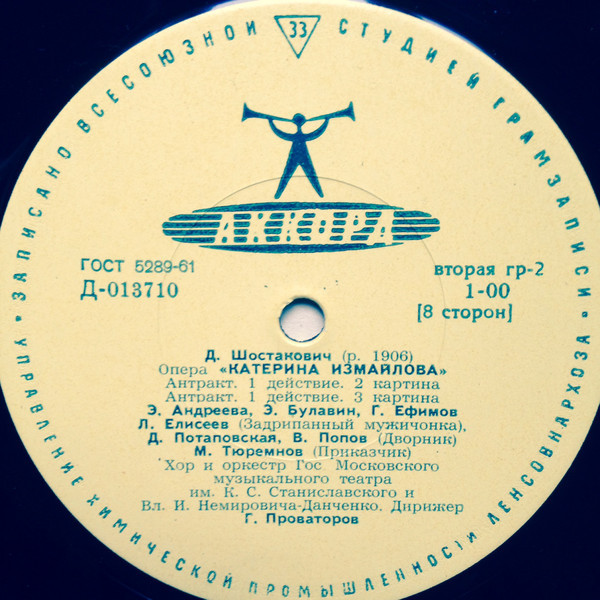 ЗАПИСАНО ВСЕСОЮЗНОЙ СТУДИЕЙ ГРАМЗАПИСИ
33
АККОРД
ГОСТ 5289-61
Д-013710
вторая гр-2
1-00
[8 сторон]
Д. Шостакович (р. 1906)
Опера «КАТЕРИНА ИЗМАЙЛОВА»
Антракт. 1 действие. 2 картина
Антракт. 1 действие. 3 картина
Э. Андреева, Э. Булавин, Г. Ефимов
Л. Елисеев (Задрипанный мужичонка),
Д. Потаповская, В. Попов (Дворник)
М. Тюремнов (Приказчик)
Хор и оркестр Гос Московского
музыкального театра
им. К. С. Станиславского и
Вл. И. Немировича-Данченко. Дирижер
Г. Проваторов
УПРАВЛЕНИЕ ХИМИЧЕСКОЙ ПРОМЫШЛЕННОСТИ ЛЕНСОВНАРХОЗА